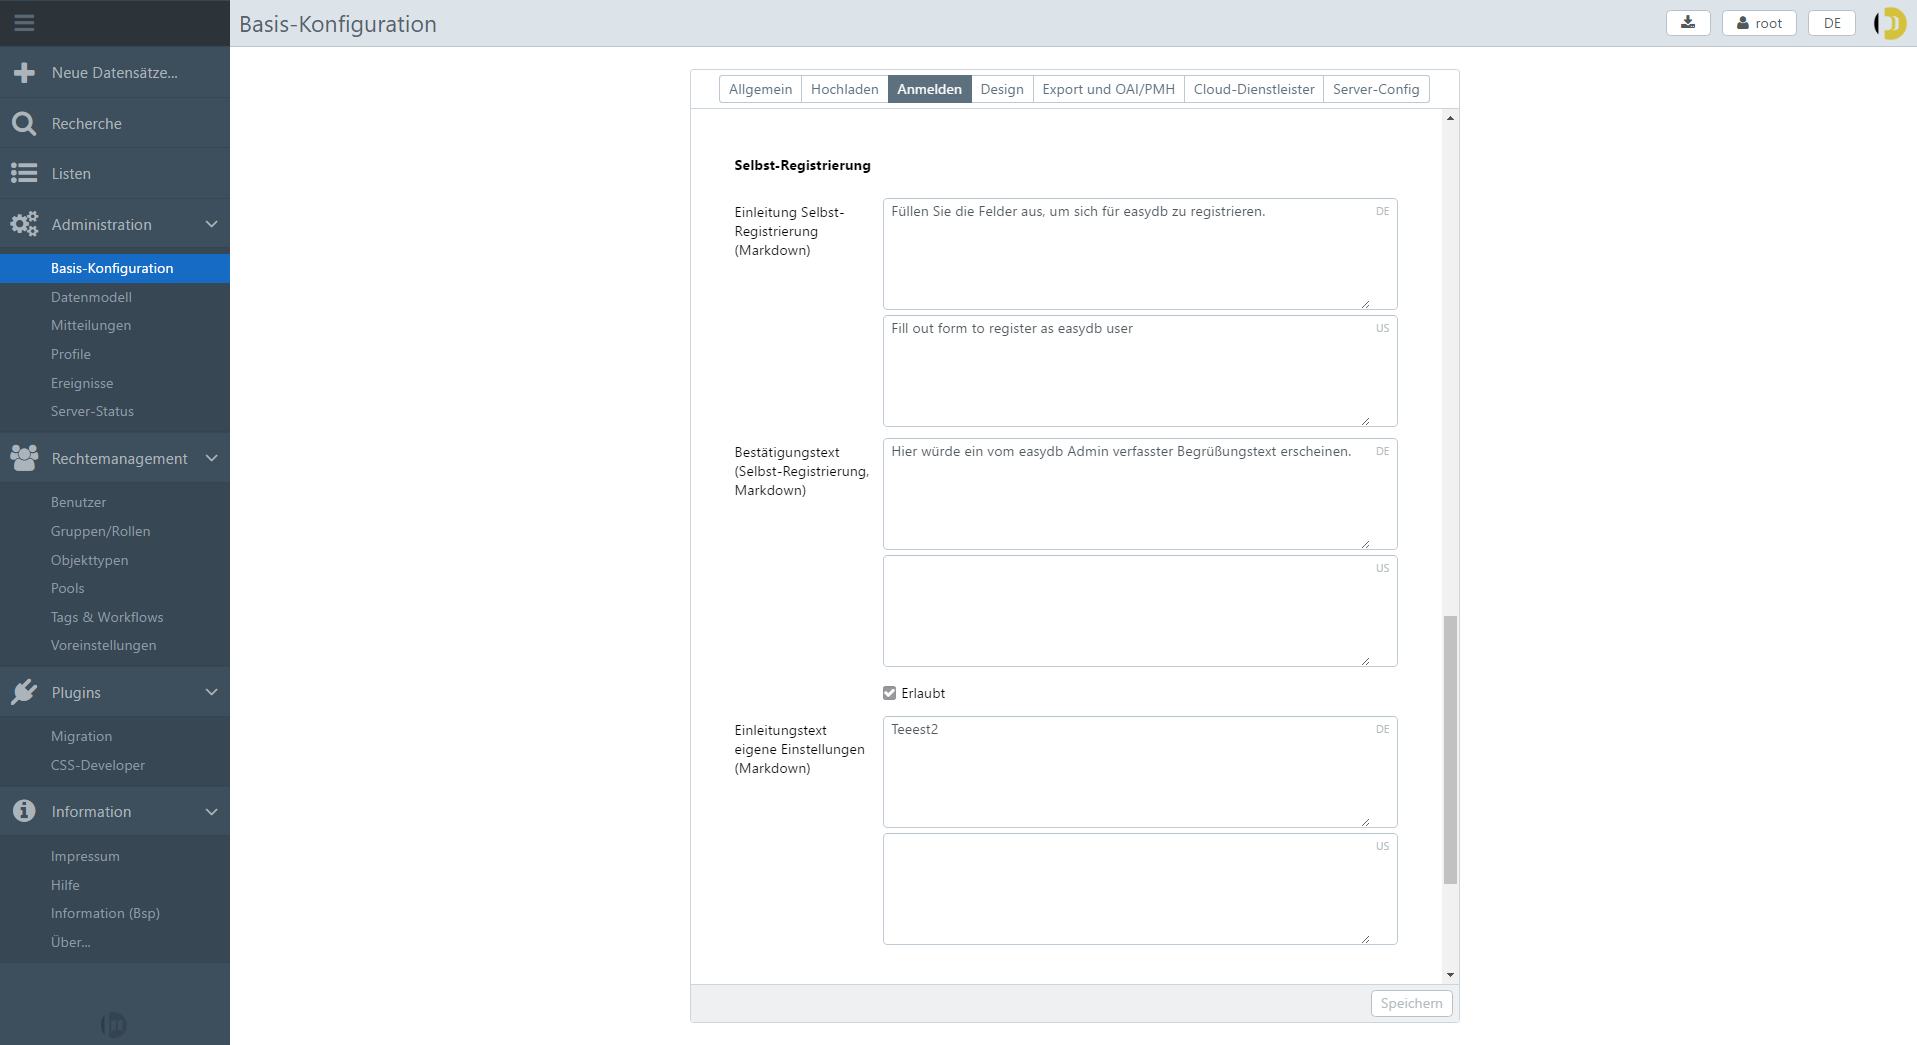 Basis-Konfiguration
root
DE
Neue Datensätze...
Recherche
Listen
Administration
Basis-Konfiguration
Datenmodell
Mitteilungen
Profile
Ereignisse
Server-Status
Rechtemanagement
Benutzer
Gruppen/Rollen
Objekttypen
Pools
Tags & Workflows
Voreinstellungen
Plugins
Migration
CSS-Developer
Information
Impressum
Hilfe
Information (Bsp)
Über...
Allgemein
Hochladen
Anmelden
Design
Export und OAI/PMH
Cloud-Dienstleister
Server-Config
Selbst-Registrierung
Einleitung Selbst-
Registrierung
(Markdown)
Füllen Sie die Felder aus, um sich für easydb zu registrieren.
DE
Fill out form to register as easydb user
US
Bestätigungstext
(Selbst-Registrierung,
Markdown)
Hier würde ein vom easydb Admin verfasster Begrüßungstext erscheinen.
DE
US
Erlaubt
Einleitungstext
eigene Einstellungen
(Markdown)
Teeest2
DE
US
Speichern